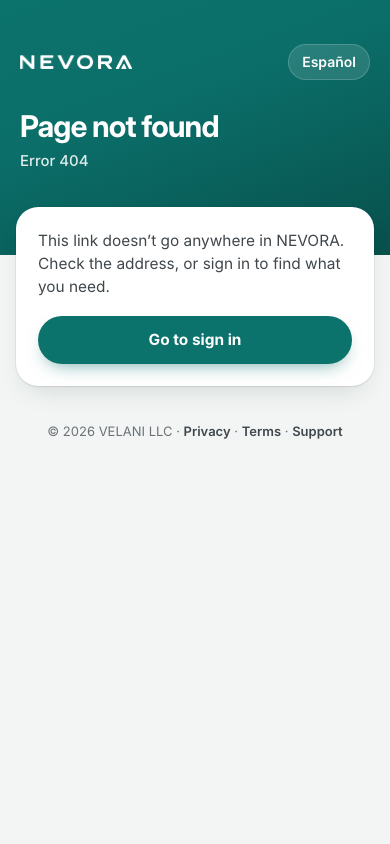 NEVORA
Español
Page not found
Error 404
This link doesn’t go anywhere in NEVORA.
Check the address, or sign in to find what
you need.
Go to sign in
© 2026 VELANI LLC · Privacy · Terms · Support